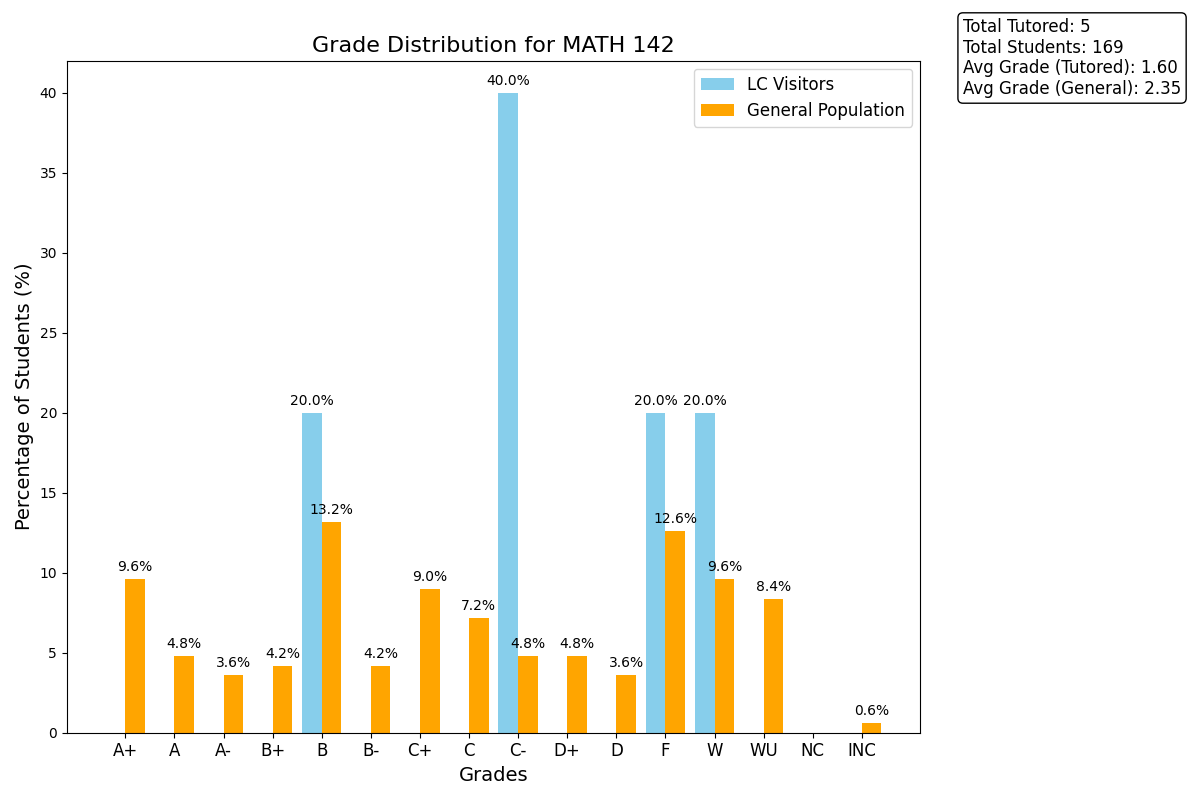 Total Tutored: 5
Total Students: 169
Avg Grade (Tutored): 1.60
Avg Grade (General): 2.35
Grade Distribution for MATH 142
LC Visitors
General Population
Percentage of Students (%)
40
35
30
25
20
15
10
5
0
40.0%
20.0%
20.0%
20.0%
9.6%
4.8%
3.6%
4.2%
13.2%
4.2%
9.0%
7.2%
4.8%
4.8%
3.6%
12.6%
9.6%
8.4%
0.6%
A+ A A- B+ B B- C+ C C- D+ D F W WU NC INC
Grades